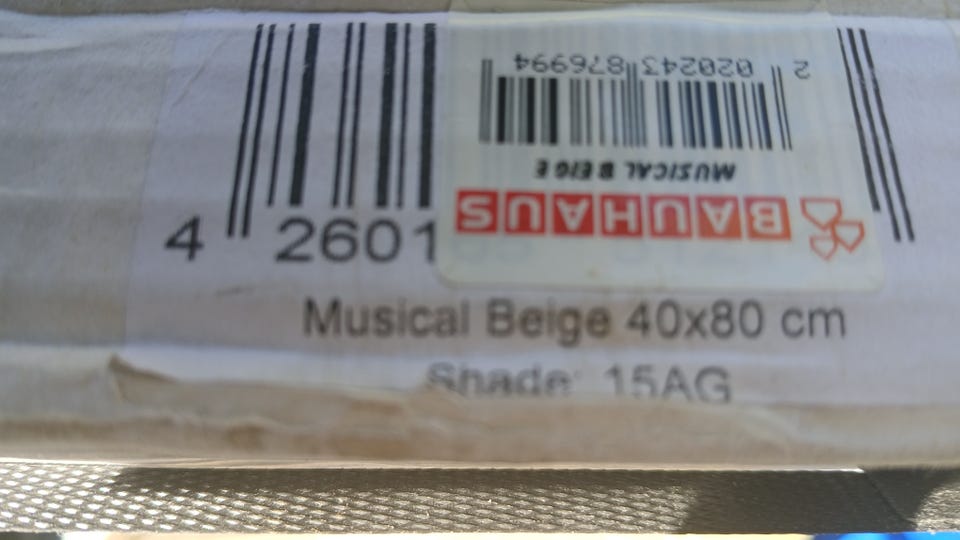 2 020243 876994
MUSICAL BEIGE
BAUHAUS
4 2601
Musical Beige 40x80 cm
Shade: 15AG